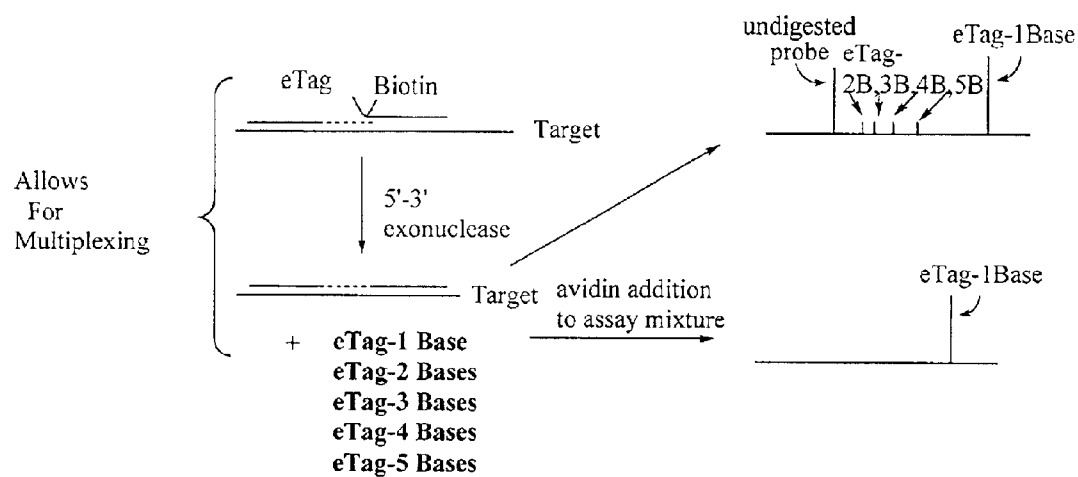 Allows
For
Multiplexing
eTag
Biotin
Target
5'-3'
exonuclease
Target
+
eTag-1 Base
eTag-2 Bases
eTag-3 Bases
eTag-4 Bases
eTag-5 Bases
avidin addition
to assay mixture
undigested
probe
eTag-
2B,3B,4B,5B
eTag-1Base
eTag-1Base